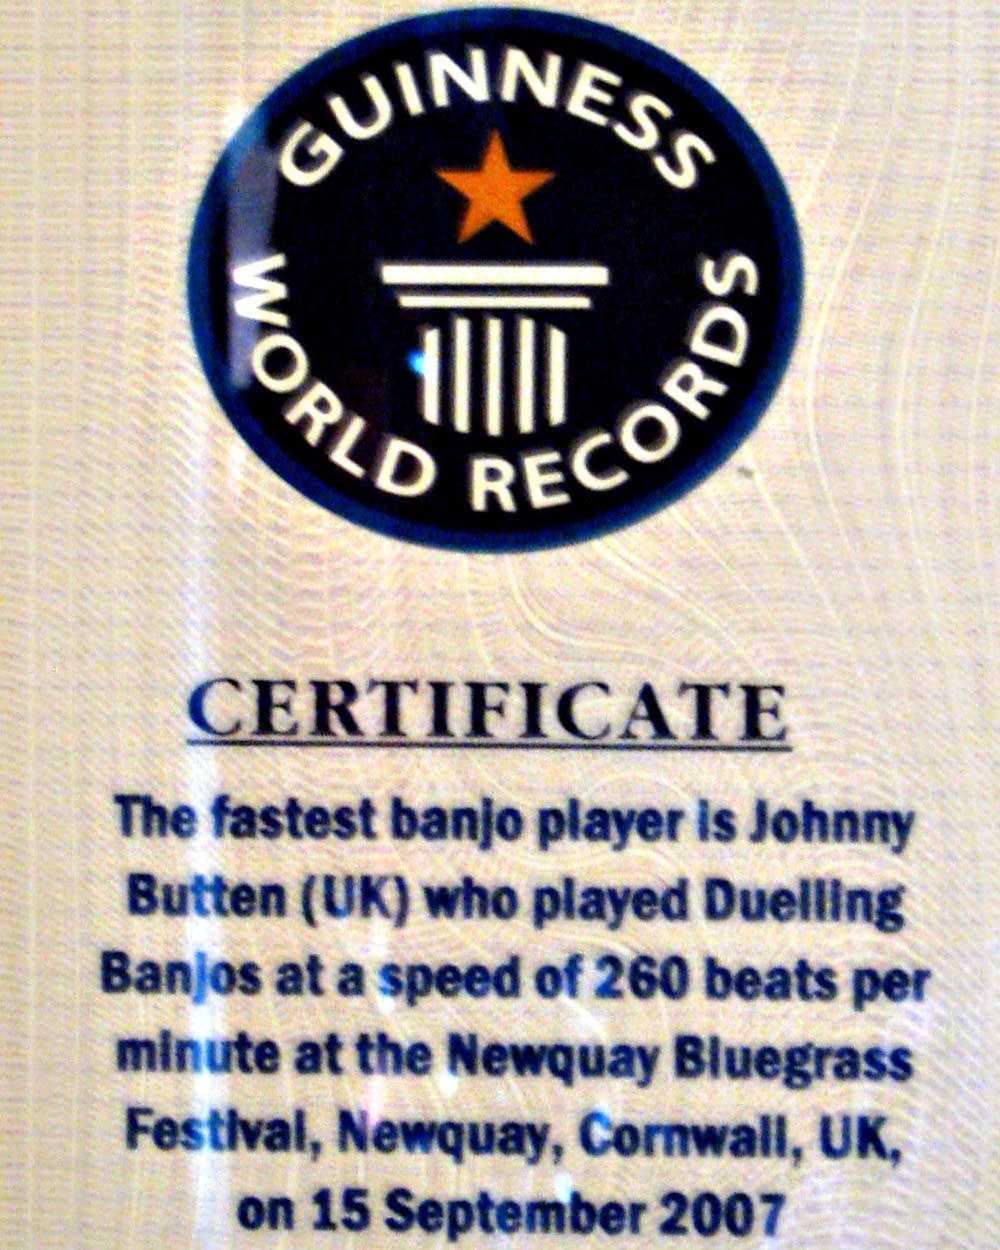 GUINNESS
WORLD RECORDS
CERTIFICATE
The fastest banjo player is Johnny
Butten (UK) who played Duelling
Banjos at a speed of 260 beats per
minute at the Newquay Bluegrass
Festival, Newquay, Cornwall, UK,
on 15 September 2007